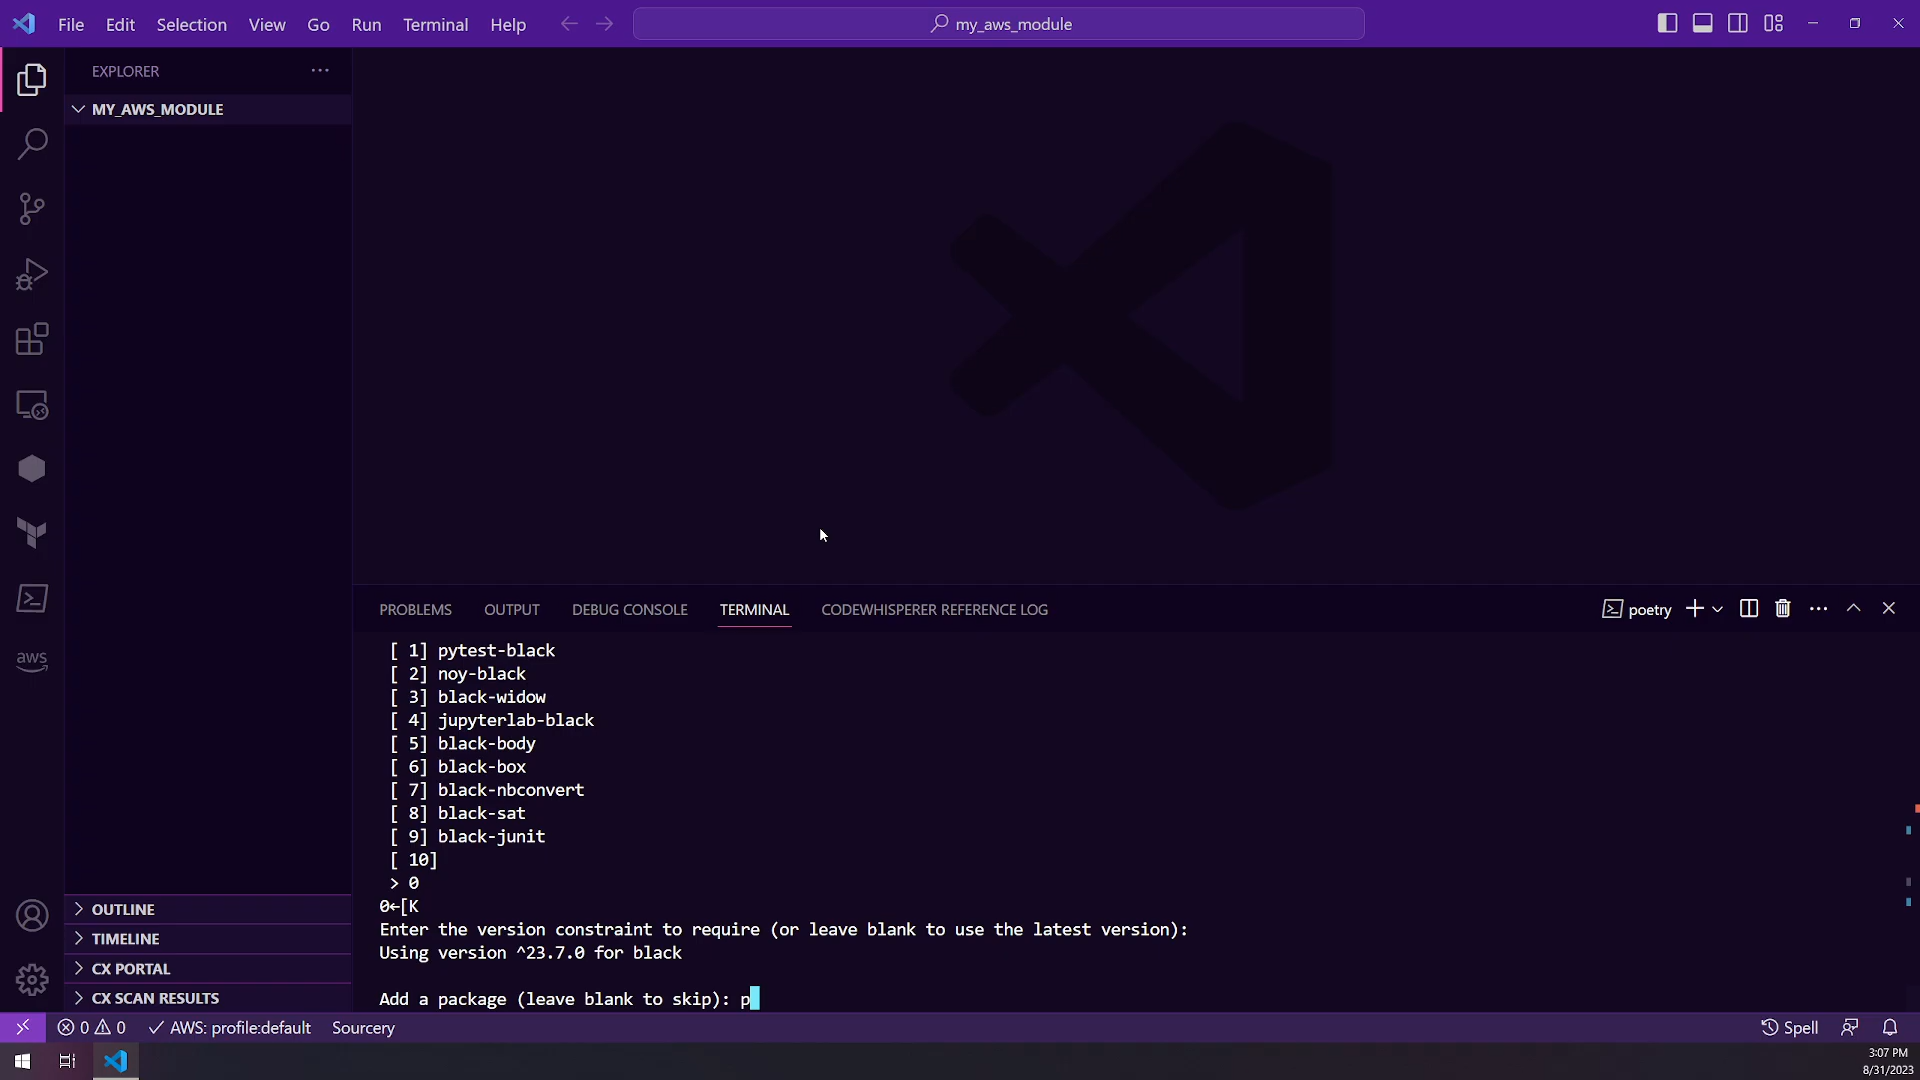 File Edit Selection View Go Run Terminal Help
my_aws_module
EXPLORER
MY_AWS_MODULE
aws
OUTLINE
TIMELINE
CX PORTAL
CX SCAN RESULTS
PROBLEMS OUTPUT DEBUG CONSOLE TERMINAL CODEWHISPERER REFERENCE LOG
poetry
[ 1] pytest-black
[ 2] noy-black
[ 3] black-widow
[ 4] jupyterlab-black
[ 5] black-body
[ 6] black-box
[ 7] black-nbconvert
[ 8] black-sat
[ 9] black-junit
[ 10]
> 0
0←[K
Enter the version constraint to require (or leave blank to use the latest version):
Using version ^23.7.0 for black
Add a package (leave blank to skip): p
0 0 AWS: profile:default Sourcery
Spell
3:07 PM
8/31/2023